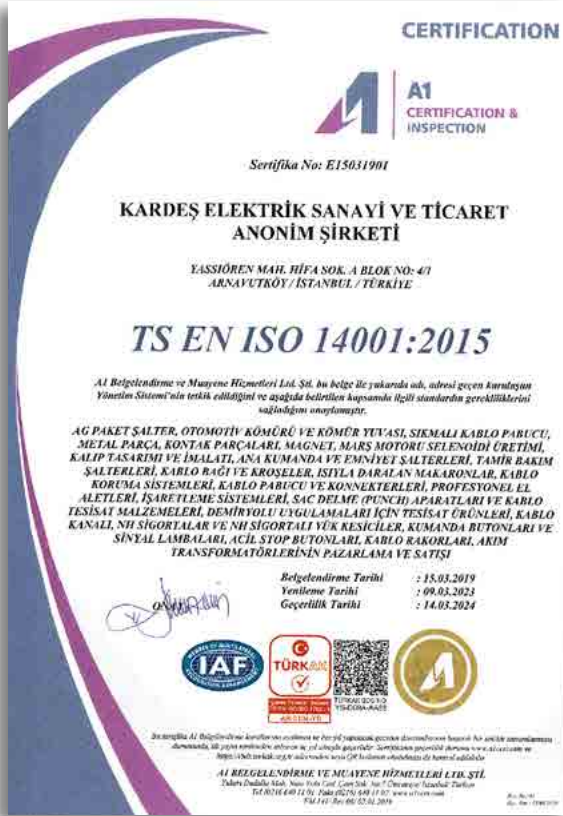 CERTIFICATION
A1
CERTIFICATION &
INSPECTION
Sertifika No: E15031901
KARDEŞ ELEKTRİK SANAYİ VE TİCARET
ANONİM ŞİRKETİ
YASSIÖREN MAH. HİFA SOK. A BLOK NO: 4/1
ARNAVUTKÖY / İSTANBUL / TÜRKİYE
TS EN ISO 14001:2015
A1 Belgelendirme ve Muayene Hizmetleri Ltd. Şti. bu belge ile yukarıda adı, adresi geçen kuruluşun
Yönetim Sistemi'nin tetkik edildiğini ve aşağıda belirtilen kapsamda ilgili standardın gerekliliklerini
sağladığını onaylamıştır.
AG PAKET ŞALTER, OTOMOTİV KÖMÜRÜ VE KÖMÜR YUVASI, SIKMALI KABLO PABUCU,
METAL PARÇA, KONTAK PARÇALARI, MAGNET, MARŞ MOTORU SELENOİDİ ÜRETİMİ,
KALIP TASARIMI VE İMALATI, ANA KUMANDA VE EMNİYET ŞALTERLERİ, TAMİR BAKIM
ŞALTERLERİ, KABLO BAĞI VE KROŞELER, ISIYLA DARALAN MAKARONLAR, KABLO
KORUMA SİSTEMLERİ, KABLO PABUCU VE KONNEKTERLERİ, PROFESYONEL EL
ALETLERİ, İŞARETLEME SİSTEMLERİ, SAC DELME (PUNCH) APARATLARI VE KABLO
TESİSAT MALZEMELERİ, DEMİRYOLU UYGULAMALARI İÇİN TESİSAT ÜRÜNLERİ, KABLO
KANALI, NH SİGORTALAR VE NH SİGORTALI YÜK KESİCİLER, KUMANDA BUTONLARI VE
SİNYAL LAMBALARI, ACİL STOP BUTONLARI, KABLO RAKORLARI, AKIM
TRANSFORMATÖRLERİNİN PAZARLAMA VE SATIŞI
Belgelendirme Tarihi : 15.03.2019
Yenileme Tarihi : 09.03.2023
Geçerlilik Tarihi : 14.03.2024
IAF
TÜRKAK
A1 BELGELENDİRME VE MUAYENE HİZMETLERİ LTD. ŞTİ.